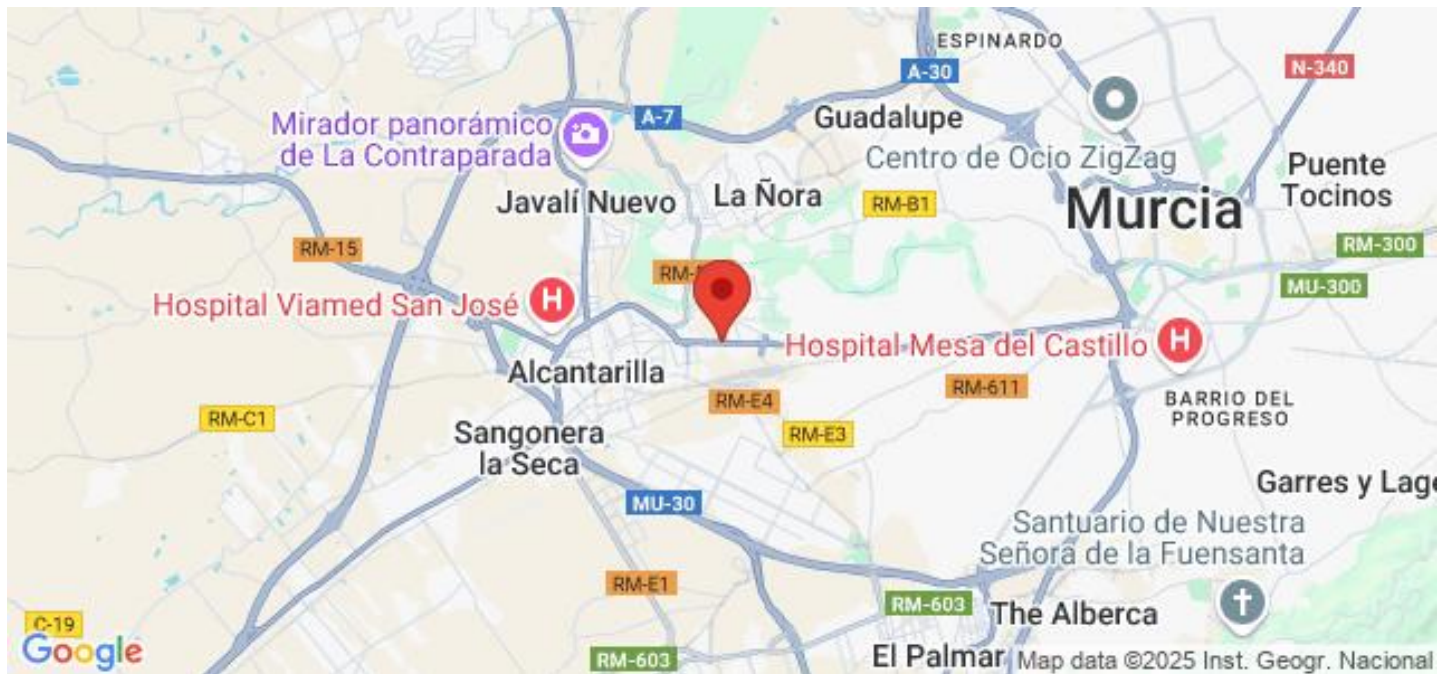 ESPINARDO
N-340
A-30
A-7
Guadalupe
Mirador panorámico
de La Contraparada
Centro de Ocio ZigZag
Puente
Tocinos
Javalí Nuevo
La Ñora
RM-B1
Murcia
RM-15
RM-300
MU-300
Hospital Viamed San José
H
Hospital Mesa del Castillo
H
Alcantarilla
RM-E4
RM-611
BARRIO DEL
PROGRESO
RM-C1
RM-E3
Sangonera
la Seca
Garres y Lage
MU-30
Santuario de Nuestra
Señora de la Fuensanta
RM-E1
RM-603
The Alberca
C-19
Google
RM-603
El Palmar
Map data ©2025 Inst. Geogr. Nacional